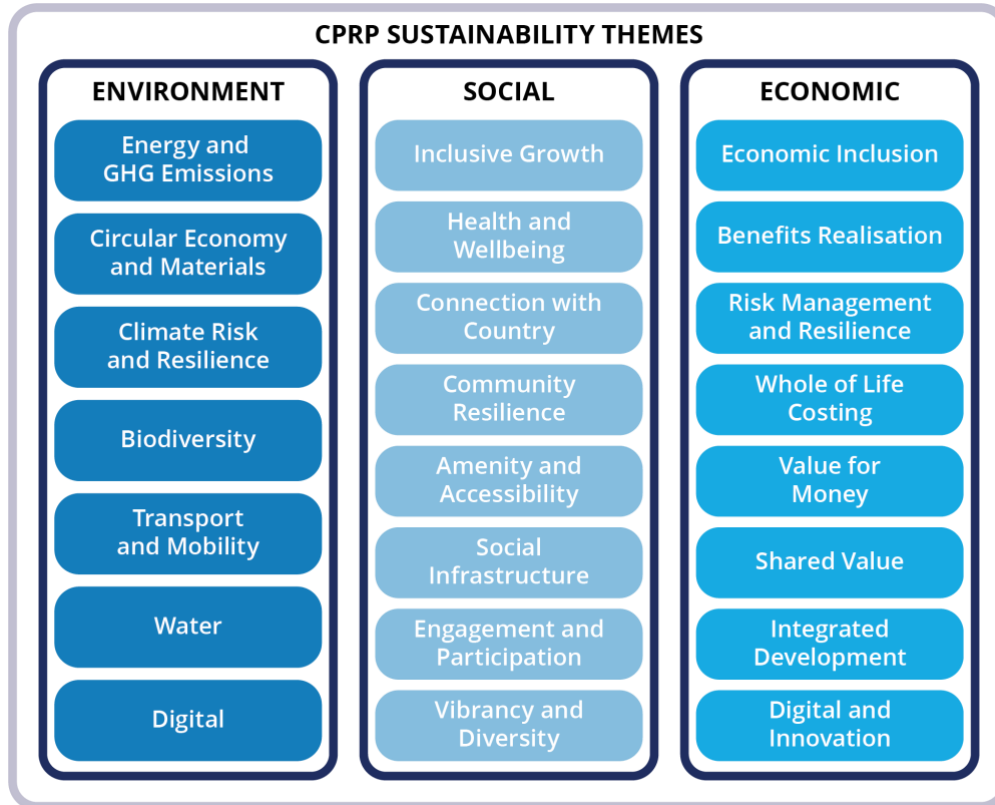 CPRP SUSTAINABILITY THEMES
ENVIRONMENT
Energy and
GHG Emissions
Circular Economy
and Materials
Climate Risk
and Resilience
Biodiversity
Transport
and Mobility
Water
Digital
SOCIAL
Inclusive Growth
Health and
Wellbeing
Connection with
Country
Community
Resilience
Amenity and
Accessibility
Social
Infrastructure
Engagement and
Participation
Vibrancy and
Diversity
ECONOMIC
Economic Inclusion
Benefits Realisation
Risk Management
and Resilience
Whole of Life
Costing
Value for
Money
Shared Value
Integrated
Development
Digital and
Innovation